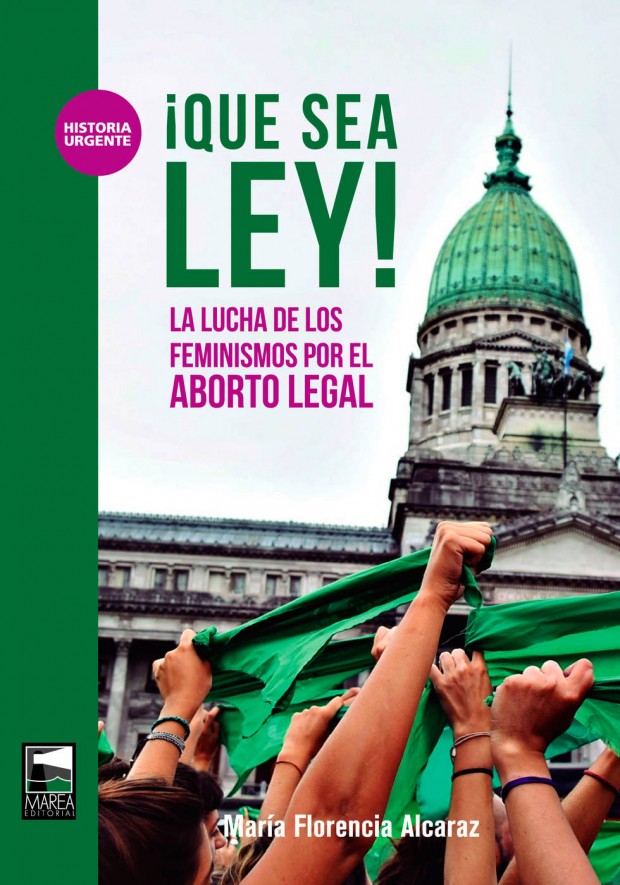 HISTORIA
URGENTE
¡QUE SEA
LEY!
LA LUCHA DE LOS
FEMINISMOS POR EL
ABORTO LEGAL
MAREA
EDITORIAL
María Florencia Alcaraz